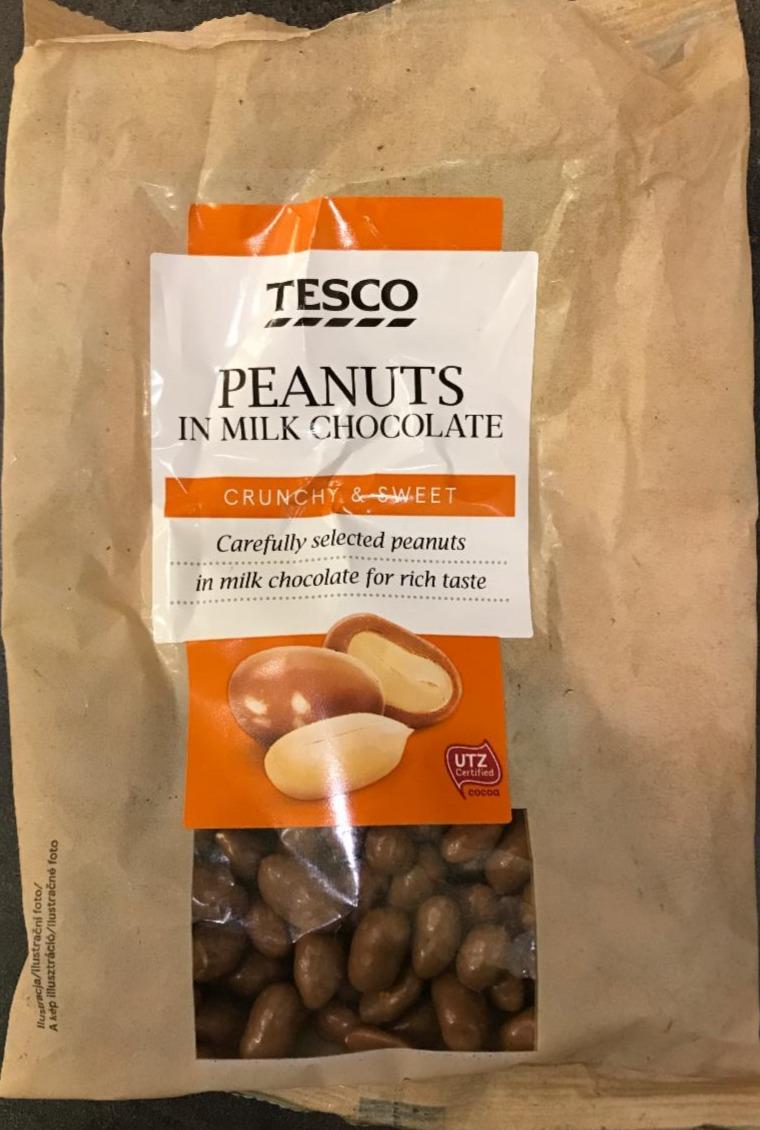 TESCO
PEANUTS
IN MILK CHOCOLATE
CRUNCHY & SWEET
Carefully selected peanuts
in milk chocolate for rich taste
UTZ
Certified
cocoa
Ilustracja/Ilustrační foto/
A kép illusztráció/Ilustračné foto